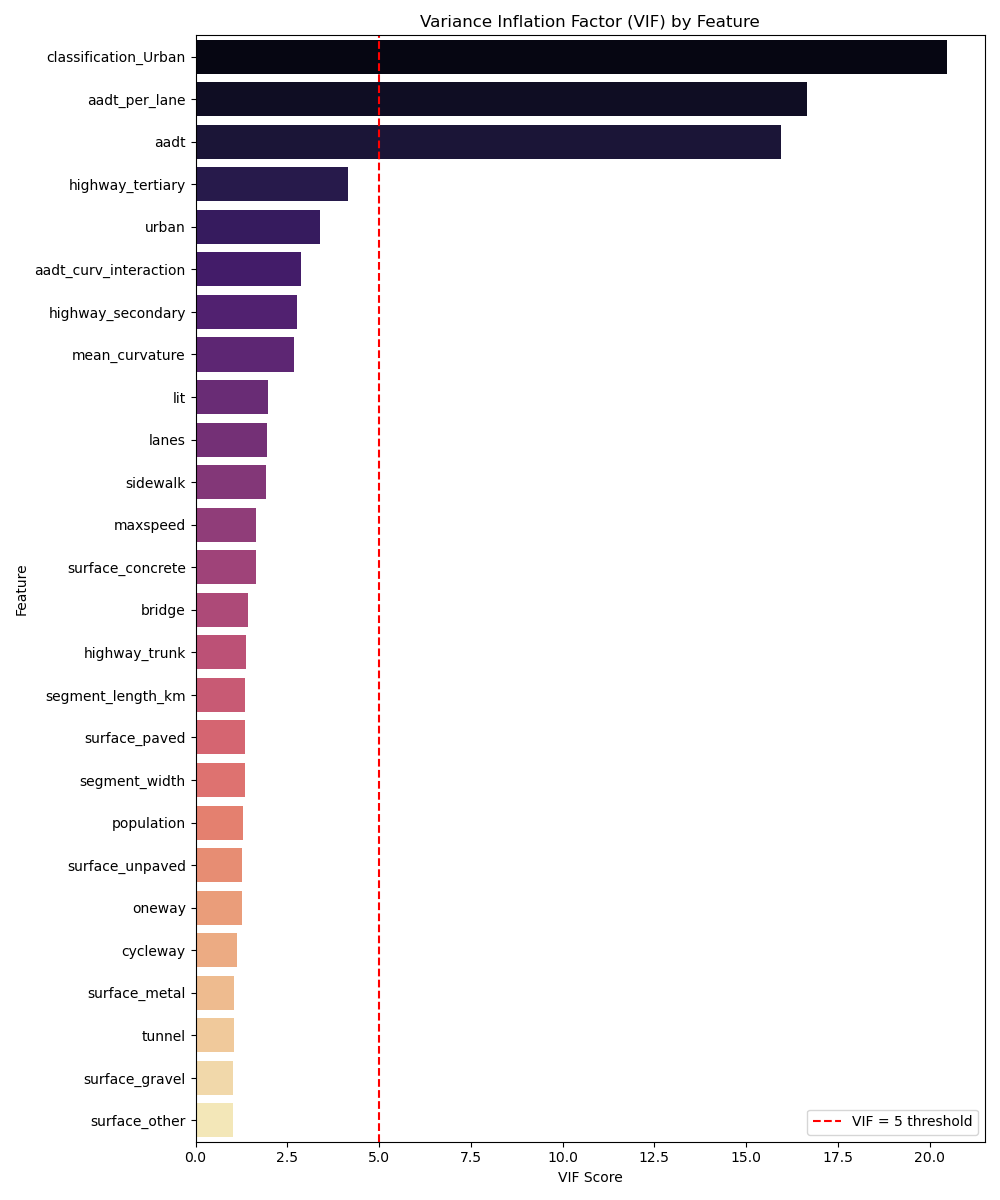 Variance Inflation Factor (VIF) by Feature
classification_Urban
aadt_per_lane
aadt
highway_tertiary
urban
aadt_curv_interaction
highway_secondary
mean_curvature
lit
lanes
sidewalk
maxspeed
surface_concrete
bridge
highway_trunk
segment_length_km
surface_paved
segment_width
population
surface_unpaved
oneway
cycleway
surface_metal
tunnel
surface_gravel
surface_other
Feature
VIF = 5 threshold
0.0 2.5 5.0 7.5 10.0 12.5 15.0 17.5 20.0
VIF Score